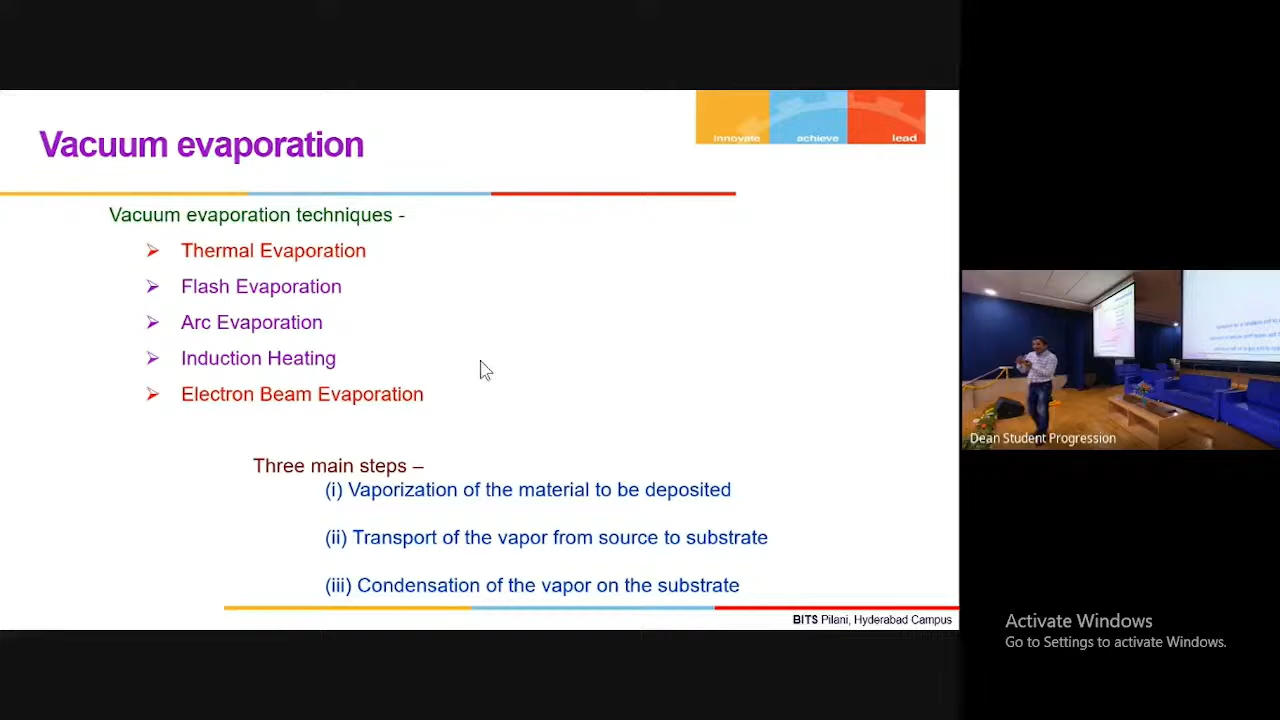 innovate achieve lead
Vacuum evaporation
Vacuum evaporation techniques -
Thermal Evaporation
Flash Evaporation
Arc Evaporation
Induction Heating
Electron Beam Evaporation
Three main steps –
(i) Vaporization of the material to be deposited
(ii) Transport of the vapor from source to substrate
(iii) Condensation of the vapor on the substrate
BITS Pilani, Hyderabad Campus
Dean Student Progression
Activate Windows
Go to Settings to activate Windows.